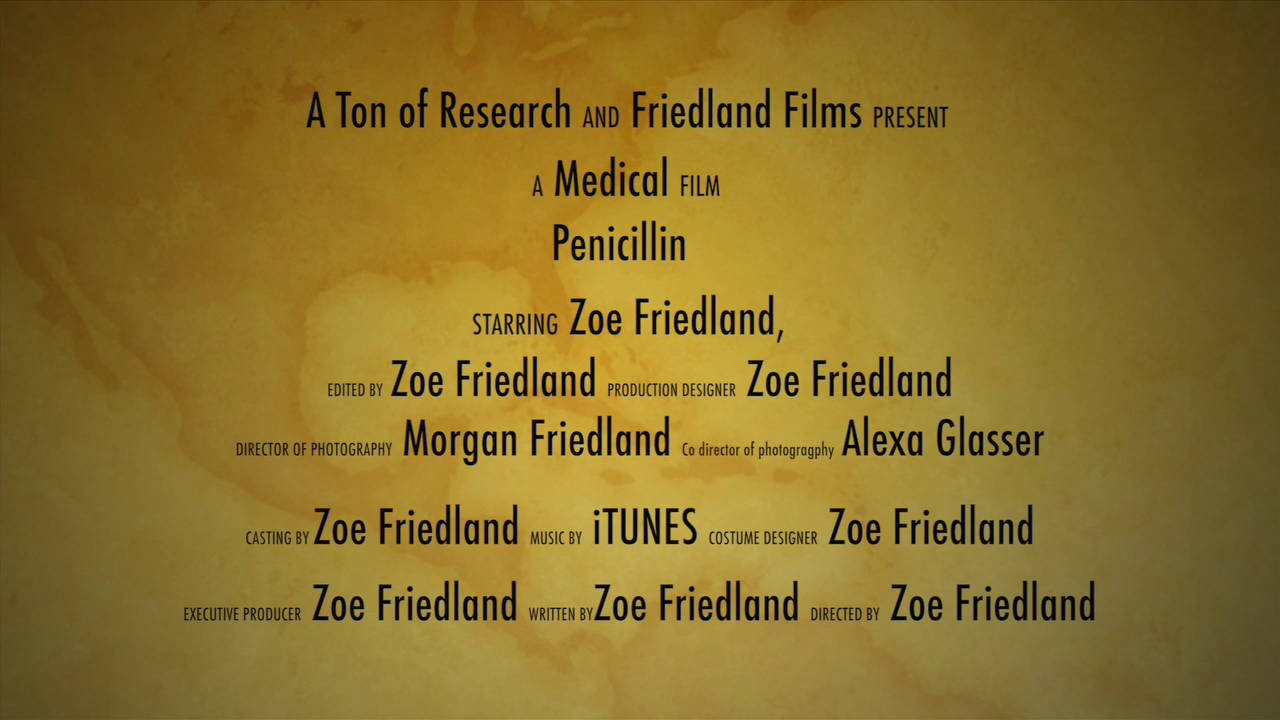 A Ton of Research AND Friedland Films PRESENT
A Medical FILM
Penicillin
STARRING Zoe Friedland,
EDITED BY Zoe Friedland PRODUCTION DESIGNER Zoe Friedland
DIRECTOR OF PHOTOGRAPHY Morgan Friedland Co director of photogragphy Alexa Glasser
CASTING BY Zoe Friedland MUSIC BY iTUNES COSTUME DESIGNER Zoe Friedland
EXECUTIVE PRODUCER Zoe Friedland WRITTEN BYZoe Friedland DIRECTED BY Zoe Friedland